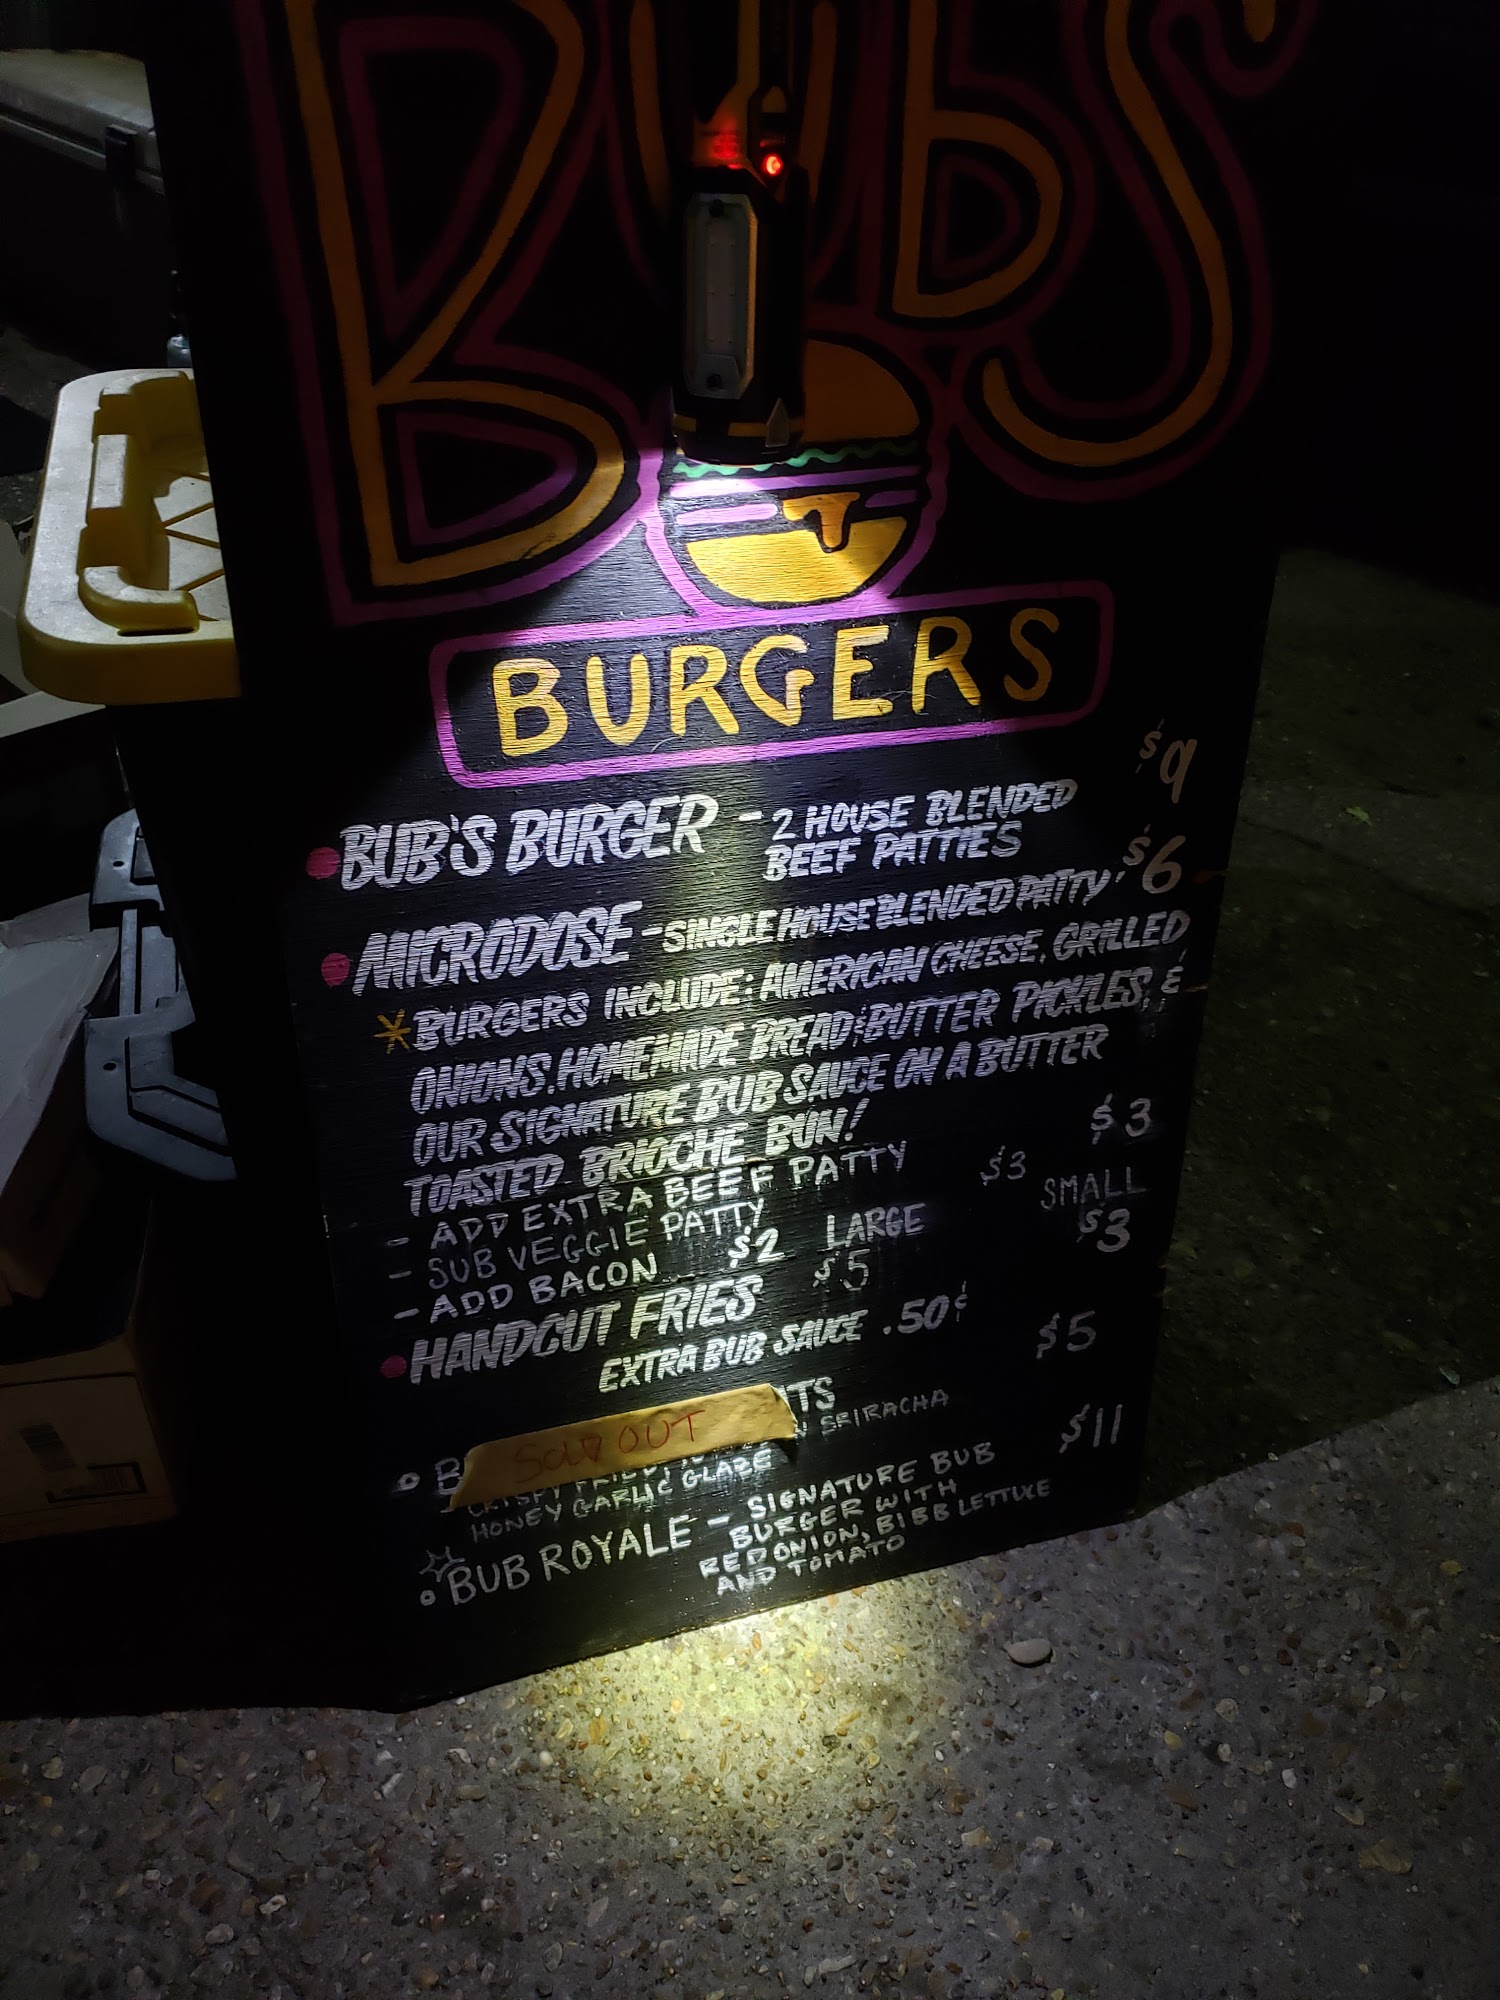 BUBS
BURGERS
BUB'S BURGER - 2 HOUSE BLENDED $9
BEEF PATTIES
MICRODOSE - SINGLE HOUSE BLENDED PATTY $6
*BURGERS INCLUDE: AMERICAN CHEESE, GRILLED
ONIONS, HOMEMADE BREAD & BUTTER PICKLES, &
OUR SIGNATURE BUB SAUCE ON A BUTTER
TOASTED BRIOCHE BUN!
- ADD EXTRA BEEF PATTY $3
- SUB VEGGIE PATTY $3
- ADD BACON $2
HANDCUT FRIES LARGE $5 SMALL $3
EXTRA BUB SAUCE .50¢
SOLD OUT $5
SRIRACHA
HONEY GARLIC GLAZE
BUB ROYALE - SIGNATURE BUB $11
BURGER WITH
RED ONION, BIBB LETTUCE
AND TOMATO